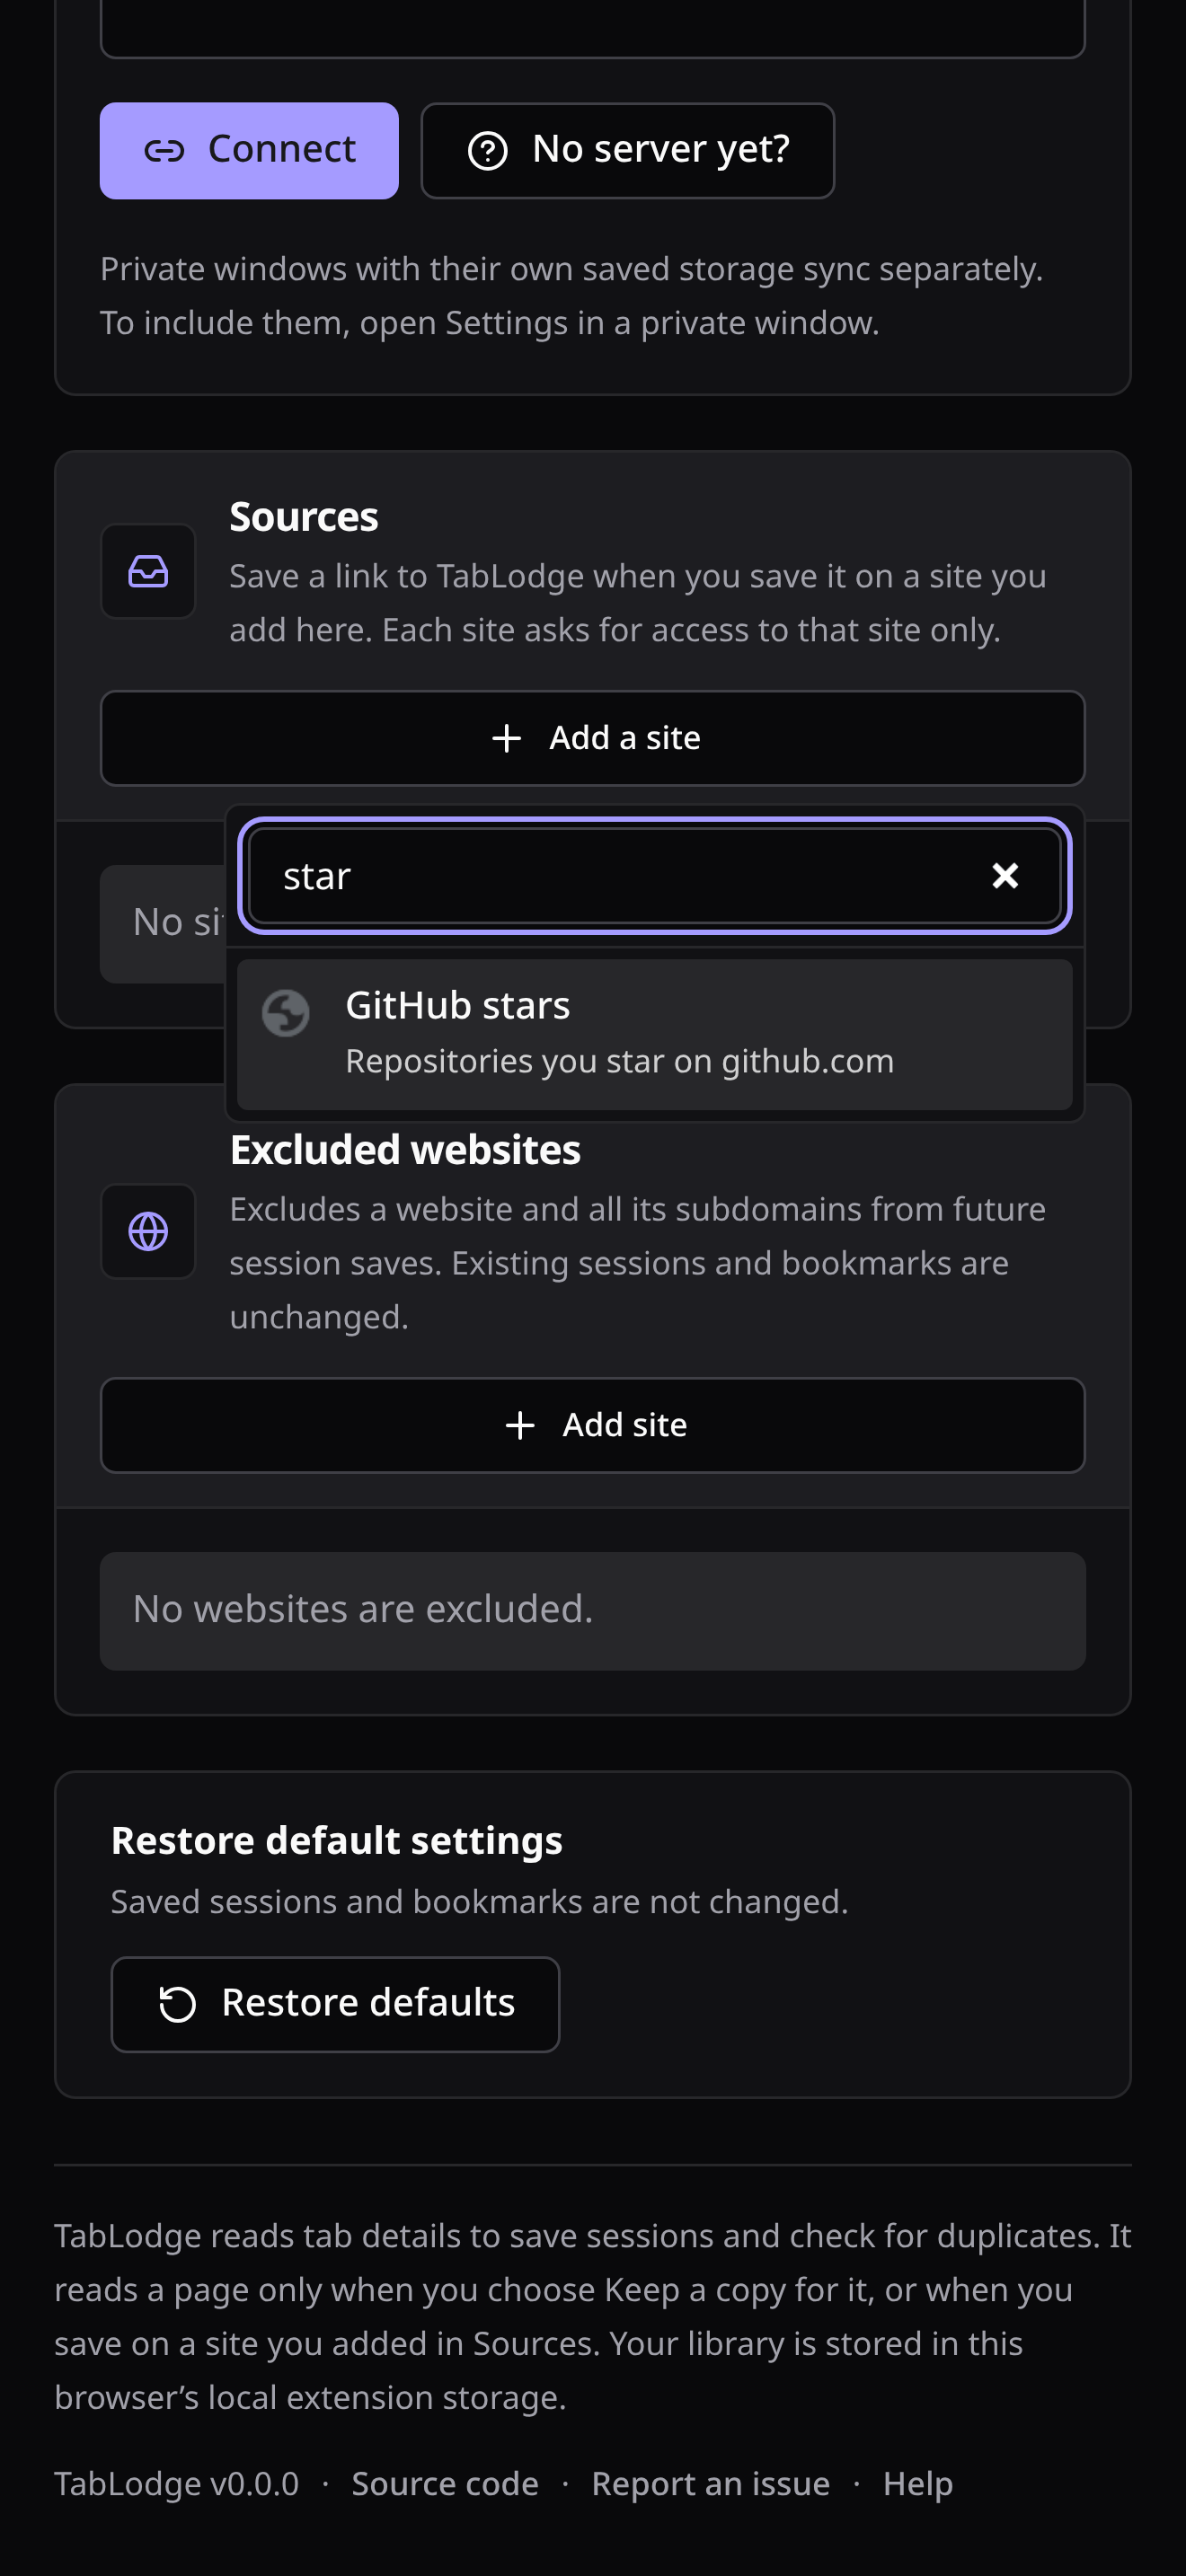 Connect
No server yet?
Private windows with their own saved storage sync separately.
To include them, open Settings in a private window.
Sources
Save a link to TabLodge when you save it on a site you
add here. Each site asks for access to that site only.
Add a site
star
No
GitHub stars
Repositories you star on github.com
Excluded websites
Excludes a website and all its subdomains from future
session saves. Existing sessions and bookmarks are
unchanged.
Add site
No websites are excluded.
Restore default settings
Saved sessions and bookmarks are not changed.
Restore defaults
TabLodge reads tab details to save sessions and check for duplicates. It
reads a page only when you choose Keep a copy for it, or when you
save on a site you added in Sources. Your library is stored in this
browser’s local extension storage.
TabLodge v0.0.0 · Source code · Report an issue · Help